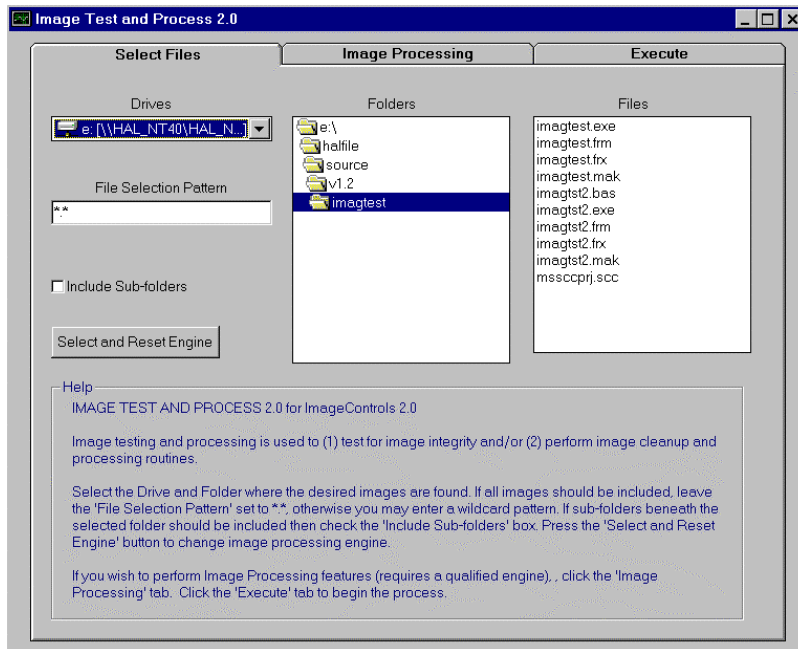 Image Test and Process 2.0
Select Files
Image Processing
Execute
Drives
Folders
Files
e: [\\HAL_NT40\HAL_N...]
File Selection Pattern
*.*
Include Sub-folders
Select and Reset Engine
e:\
halfile
source
v1.2
imagtest
imagtest.exe
imagtest.frm
imagtest.frx
imagtest.mak
imagtst2.bas
imagtst2.exe
imagtst2.frm
imagtst2.frx
imagtst2.mak
mssccprj.scc
Help
IMAGE TEST AND PROCESS 2.0 for ImageControls 2.0
Image testing and processing is used to (1) test for image integrity and/or (2) perform image cleanup and
processing routines.
Select the Drive and Folder where the desired images are found. If all images should be included, leave
the 'File Selection Pattern' set to *.*, otherwise you may enter a wildcard pattern. If sub-folders beneath the
selected folder should be included then check the 'Include Sub-folders' box. Press the 'Select and Reset
Engine' button to change image processing engine.
If you wish to perform Image Processing features (requires a qualified engine), , click the 'Image
Processing' tab. Click the 'Execute' tab to begin the process.